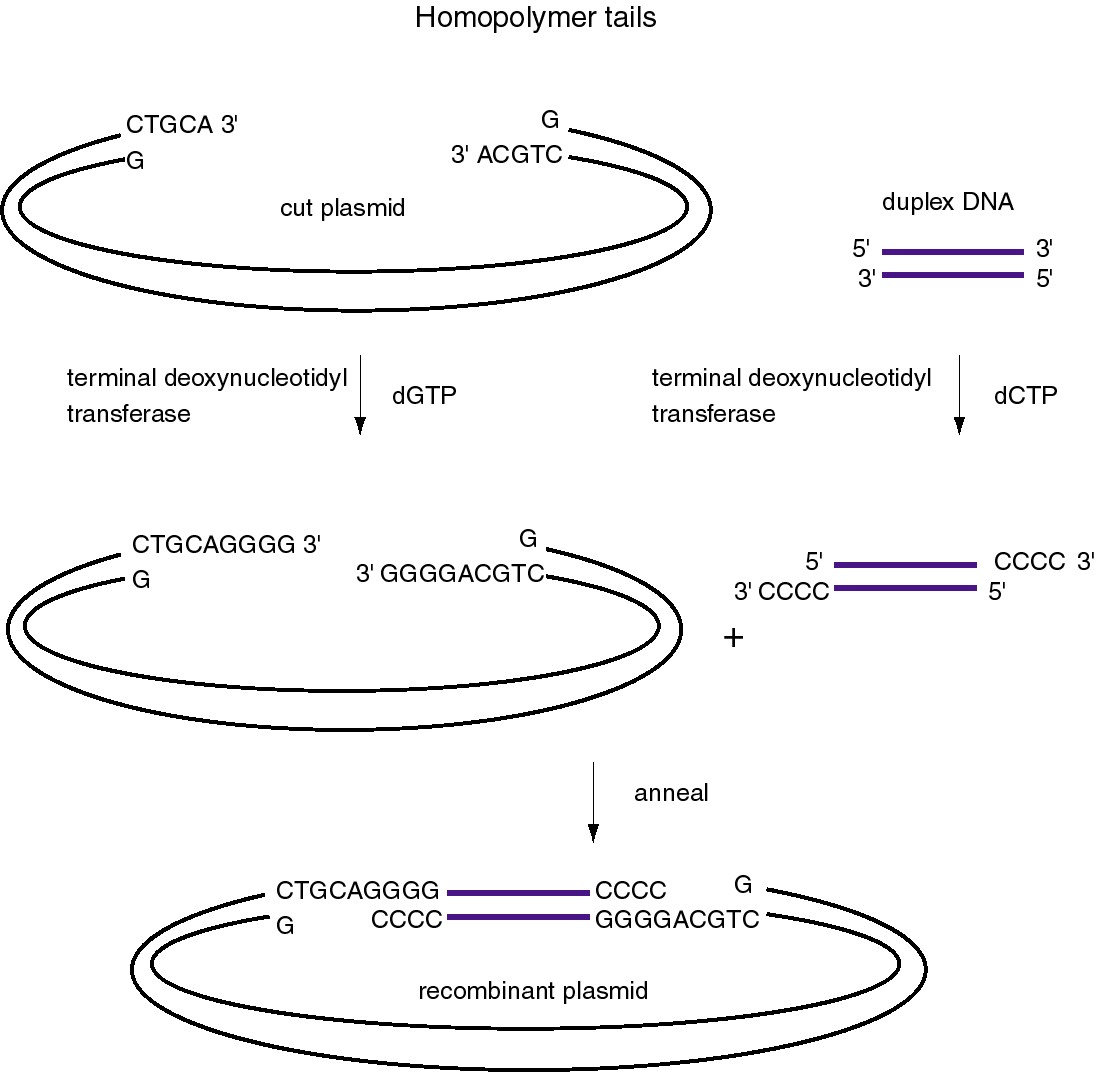 Homopolymer tails
CTGCA 3'
G
G
3' ACGTC
cut plasmid
duplex DNA
5' 3'
3' 5'
terminal deoxynucleotidyl
transferase
dGTP
terminal deoxynucleotidyl
transferase
dCTP
CTGCAGGGG 3'
G
G
3' GGGGACGTC
5' CCCC 3'
3' CCCC 5'
+
anneal
CTGCAGGGG CCCC G
G CCCC GGGGACGTC
recombinant plasmid